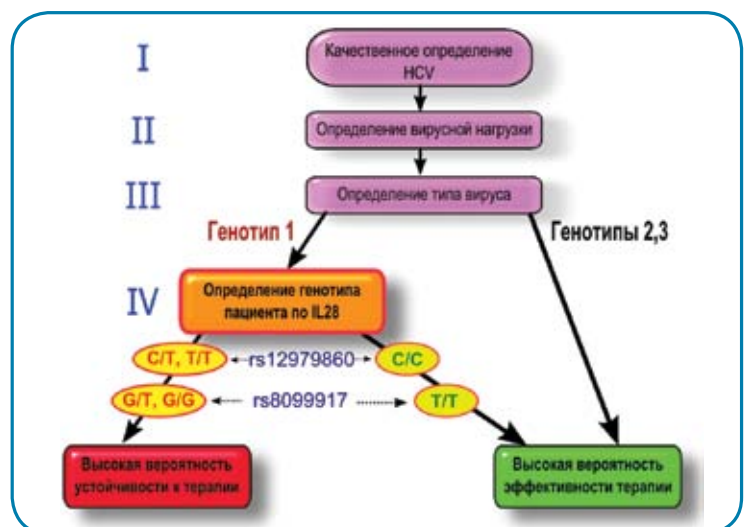 I
Качественное определение
HCV
II
Определение вирусной нагрузки
III
Определение типа вируса
Генотип 1
Генотипы 2,3
IV
Определение генотипа
пациента по IL28
C/T, T/T
rs12979860
C/C
G/T, G/G
rs8099917
T/T
Высокая вероятность
устойчивости к терапии
Высокая вероятность
эффективности терапии